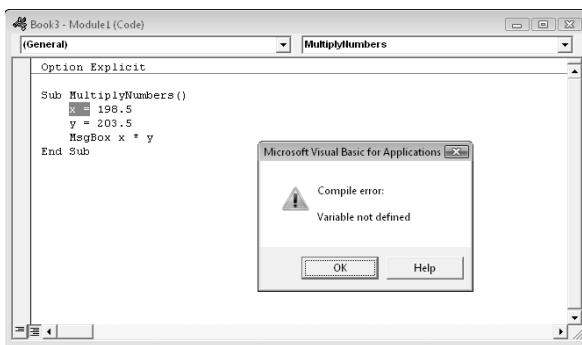 Book3 - Module1 (Code)
(General)
MultiplyNumbers
Option Explicit
Sub MultiplyNumbers()
x = 198.5
y = 203.5
MsgBox x * y
End Sub
Microsoft Visual Basic for Applications
Compile error:
Variable not defined
OK
Help